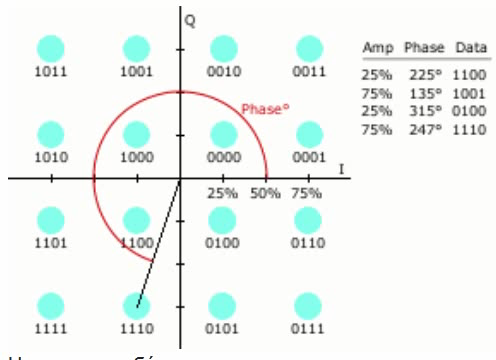 Q
1011 1001 0010 0011
Phase°
1010 1000 0000 0001
I
25% 50% 75%
1101 1100 0100 0110
1111 1110 0101 0111
Amp Phase Data
25% 225° 1100
75% 135° 1001
25% 315° 0100
75% 247° 1110